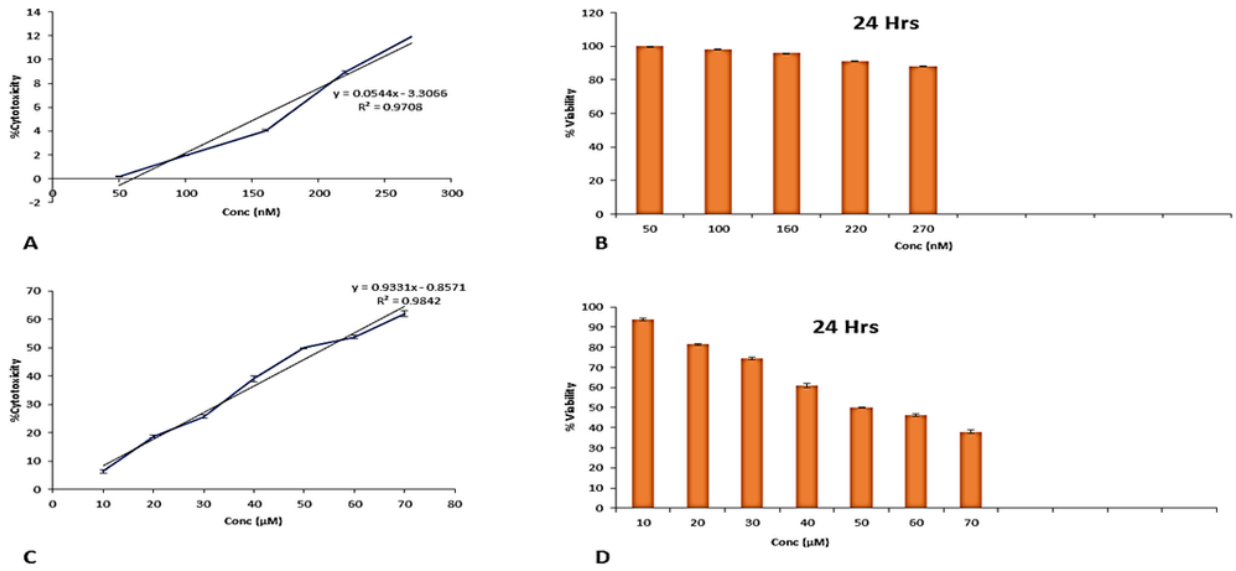 14
12
10
8
6
4
2
0
-2
%Cytotoxicity
y = 0.0544x - 3.3066
R² = 0.9708
0 50 100 150 200 250 300
Conc (nM)
A
24 Hrs
120
100
80
60
40
20
0
% Viability
50 100 160 220 270
Conc (nM)
B
70
60
50
40
30
20
10
0
%Cytotoxicity
y = 0.9331x - 0.8571
R² = 0.9842
0 10 20 30 40 50 60 70 80
Conc (µM)
C
24 Hrs
100
90
80
70
60
50
40
30
20
10
0
% Viability
10 20 30 40 50 60 70
Conc (µM)
D